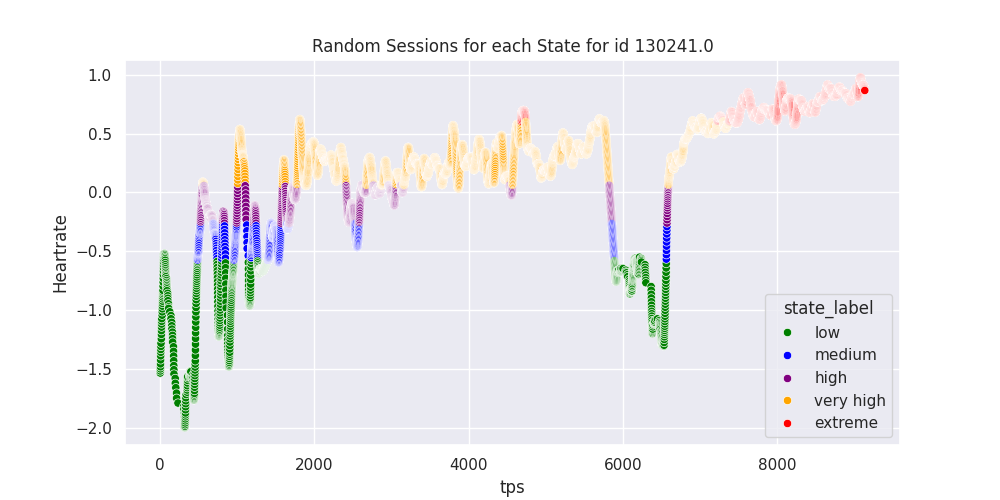 Random Sessions for each State for id 130241.0
1.0
0.5
0.0
−0.5
−1.0
−1.5
−2.0
Heartrate
0
2000
4000
6000
8000
tps
state_label
low
medium
high
very high
extreme